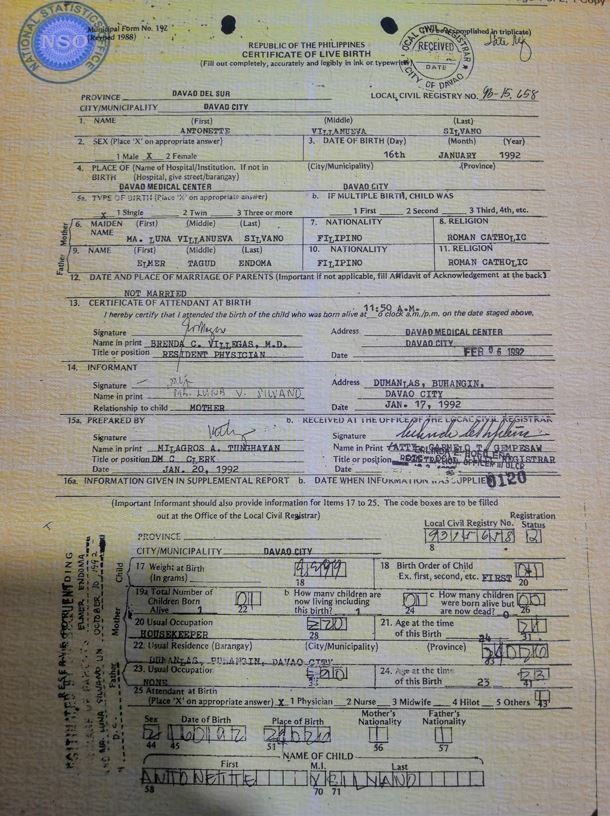 Municipal Form No. 102
(Revised 1988)
NATIONAL STATISTICS OFFICE
NSO
LOCAL CIVIL REGISTRAR
RECEIVED
DATE
CITY OF DAVAO
REPUBLIC OF THE PHILIPPINES
CERTIFICATE OF LIVE BIRTH
(Fill out completely, accurately and legibly in ink or typewriter)
PROVINCE DAVAO DEL SUR
LOCAL CIVIL REGISTRY NO.
CITY/MUNICIPALITY DAVAO CITY
1. NAME (First) (Middle) (Last)
ANTONETTE VILLANUEVA SILVANO
2. SEX (Place 'X' on appropriate answer) 3. DATE OF BIRTH (Day) (Month) (Year)
1 Male X 2 Female 16th JANUARY 1992
4. PLACE OF (Name of Hospital/Institution. If not in (City/Municipality) (Province)
BIRTH (Hospital, give street/barangay)
DAVAO MEDICAL CENTER DAVAO CITY
5a. TYPE OF BIRTH (Place 'X' on appropriate answer) b. IF MULTIPLE BIRTH, CHILD WAS
X 1 Single 2 Twin 3 Three or more 1 First 2 Second 3 Third, 4th, etc.
Mother
6. MAIDEN (First) (Middle) (Last) 7. NATIONALITY 8. RELIGION
NAME MA. LUNA VILLANUEVA SILVANO FILIPINO ROMAN CATHOLIC
Father
9. NAME (First) (Middle) (Last) 10. NATIONALITY 11. RELIGION
ELMER TAGUD ENDOMA FILIPINO ROMAN CATHOLIC
12. DATE AND PLACE OF MARRIAGE OF PARENTS (Important if not applicable, fill Affidavit of Acknowledgement at the back)
NOT MARRIED
13. CERTIFICATE OF ATTENDANT AT BIRTH 11:50 A.M.
I hereby certify that I attended the birth of the child who was born alive at o'clock a.m./p.m. on the date staged above.
Signature Address DAVAO MEDICAL CENTER
Name in print BRENDA C. VILLEGAS, M.D. DAVAO CITY
Title or position RESIDENT PHYSICIAN Date FEB 06 1992
14. INFORMANT
Signature Address DUMANLAS, BUHANGIN,
Name in print MA. LUNA V. SILVANO DAVAO CITY
Relationship to child MOTHER Date JAN. 17, 1992
15a. PREPARED BY b. RECEIVED AT THE OFFICE OF THE LOCAL CIVIL REGISTRAR
Signature Signature
Name in print MILAGROS A. TUNGHAYAN Name in Print
Title or position DMC CLERK Title or position
Date JAN. 20, 1992 Date
16a. INFORMATION GIVEN IN SUPPLEMENTAL REPORT b. DATE WHEN INFORMATION WAS SUPPLIED 0120
(Important Informant should also provide information for Items 17 to 25. The code boxes are to be filled
out at the Office of the Local Civil Registrar)
Registration
Local Civil Registry No. Status
PROVINCE 8
CITY/MUNICIPALITY DAVAO CITY
Child
17 Weight at Birth 18 Birth Order of Child
(In grams) 18 Ex. first, second, etc. FIRST 20
Mother
19a Total Number of b How many children are c How many children
Children Born now living including were born alive but
Alive 1 22 this birth? 1 24 are now dead? 0 26
20 Usual Occupation 21. Age at the time
HOUSEKEEPER 28 of this Birth 24 31
22. Usual Residence (Barangay) (City/Municipality) (Province)
DUMANLAS, BUHANGIN, DAVAO CITY
Father
23. Usual Occupation 24. Age at the time
NONE of this Birth 23 41
25 Attendant at Birth
(Place 'X' on appropriate answer) X 1 Physician 2 Nurse 3 Midwife 4 Hilot 5 Others 43
Sex Date of Birth Place of Birth Mother's Nationality Father's Nationality
44 45 51 56 57
NAME OF CHILD
First M.I. Last
ANTONETTE
58 70 71